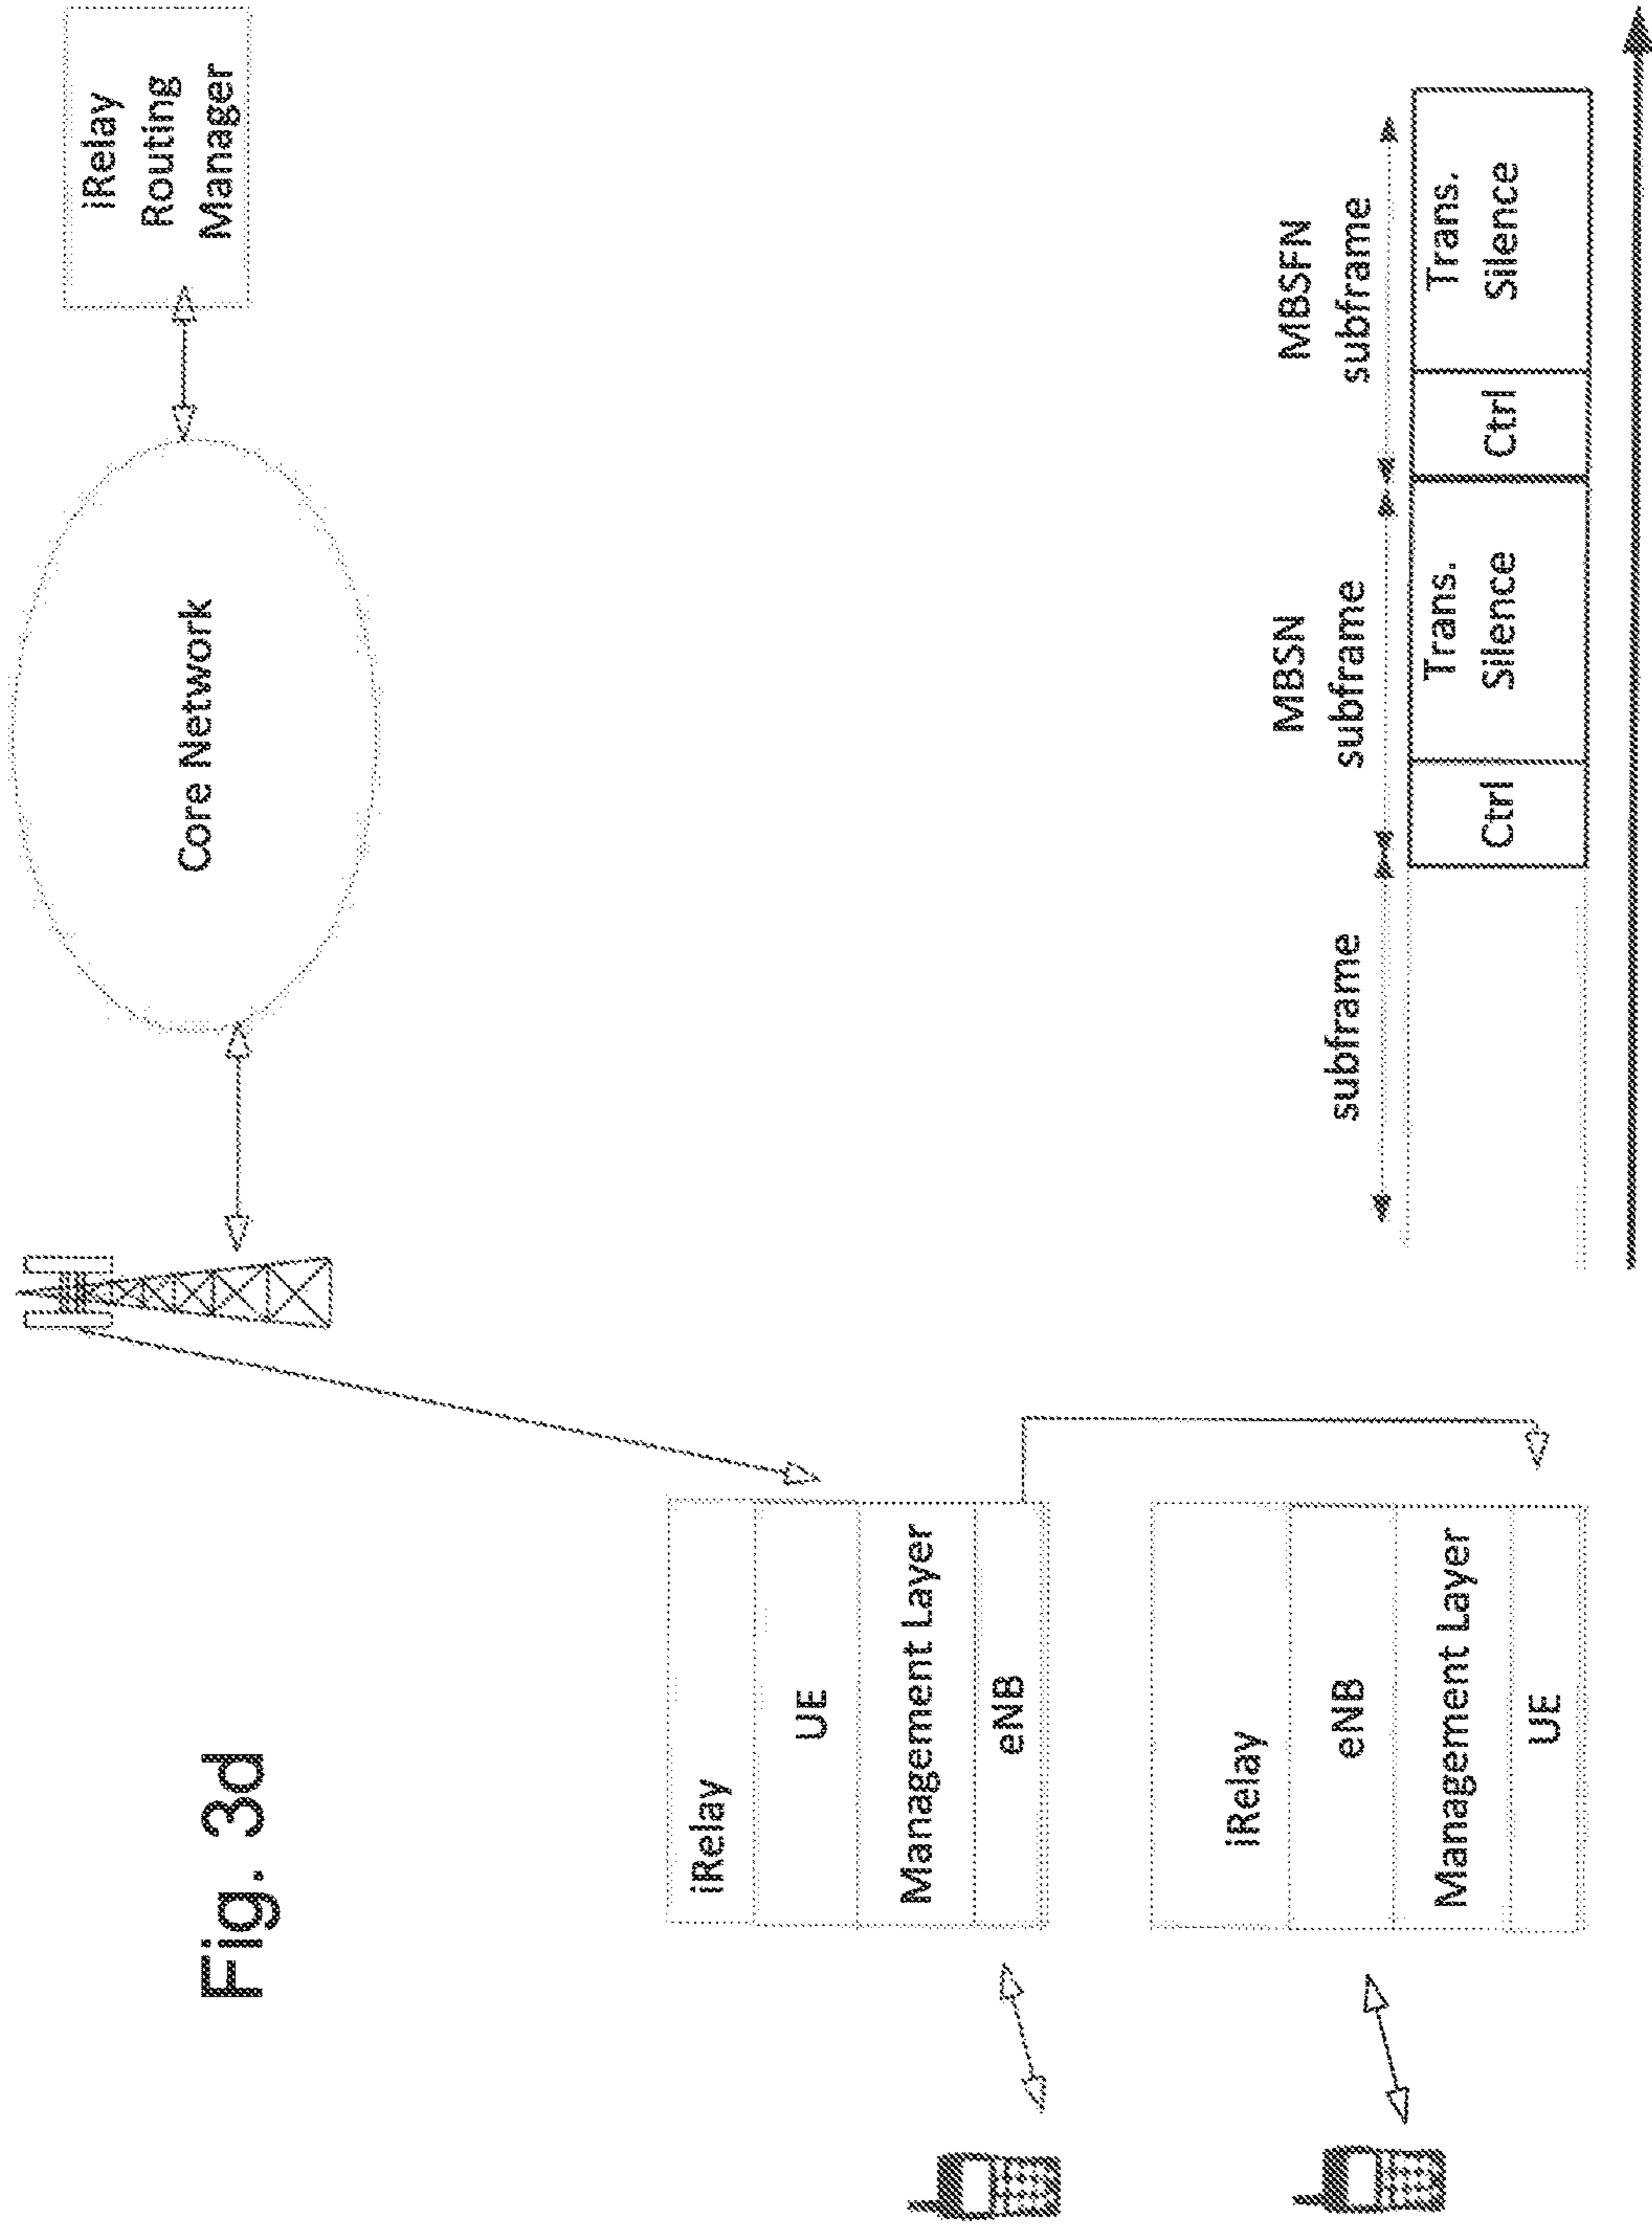 Fig. 3d
iRelay
Routing
Manager
Core Network
iRelay
UE
Management Layer
eNB
iRelay
eNB
Management Layer
UE
subframe
MBSN
subframe
MBSFN
subframe
Ctrl
Trans.
Silence
Ctrl
Trans.
Silence